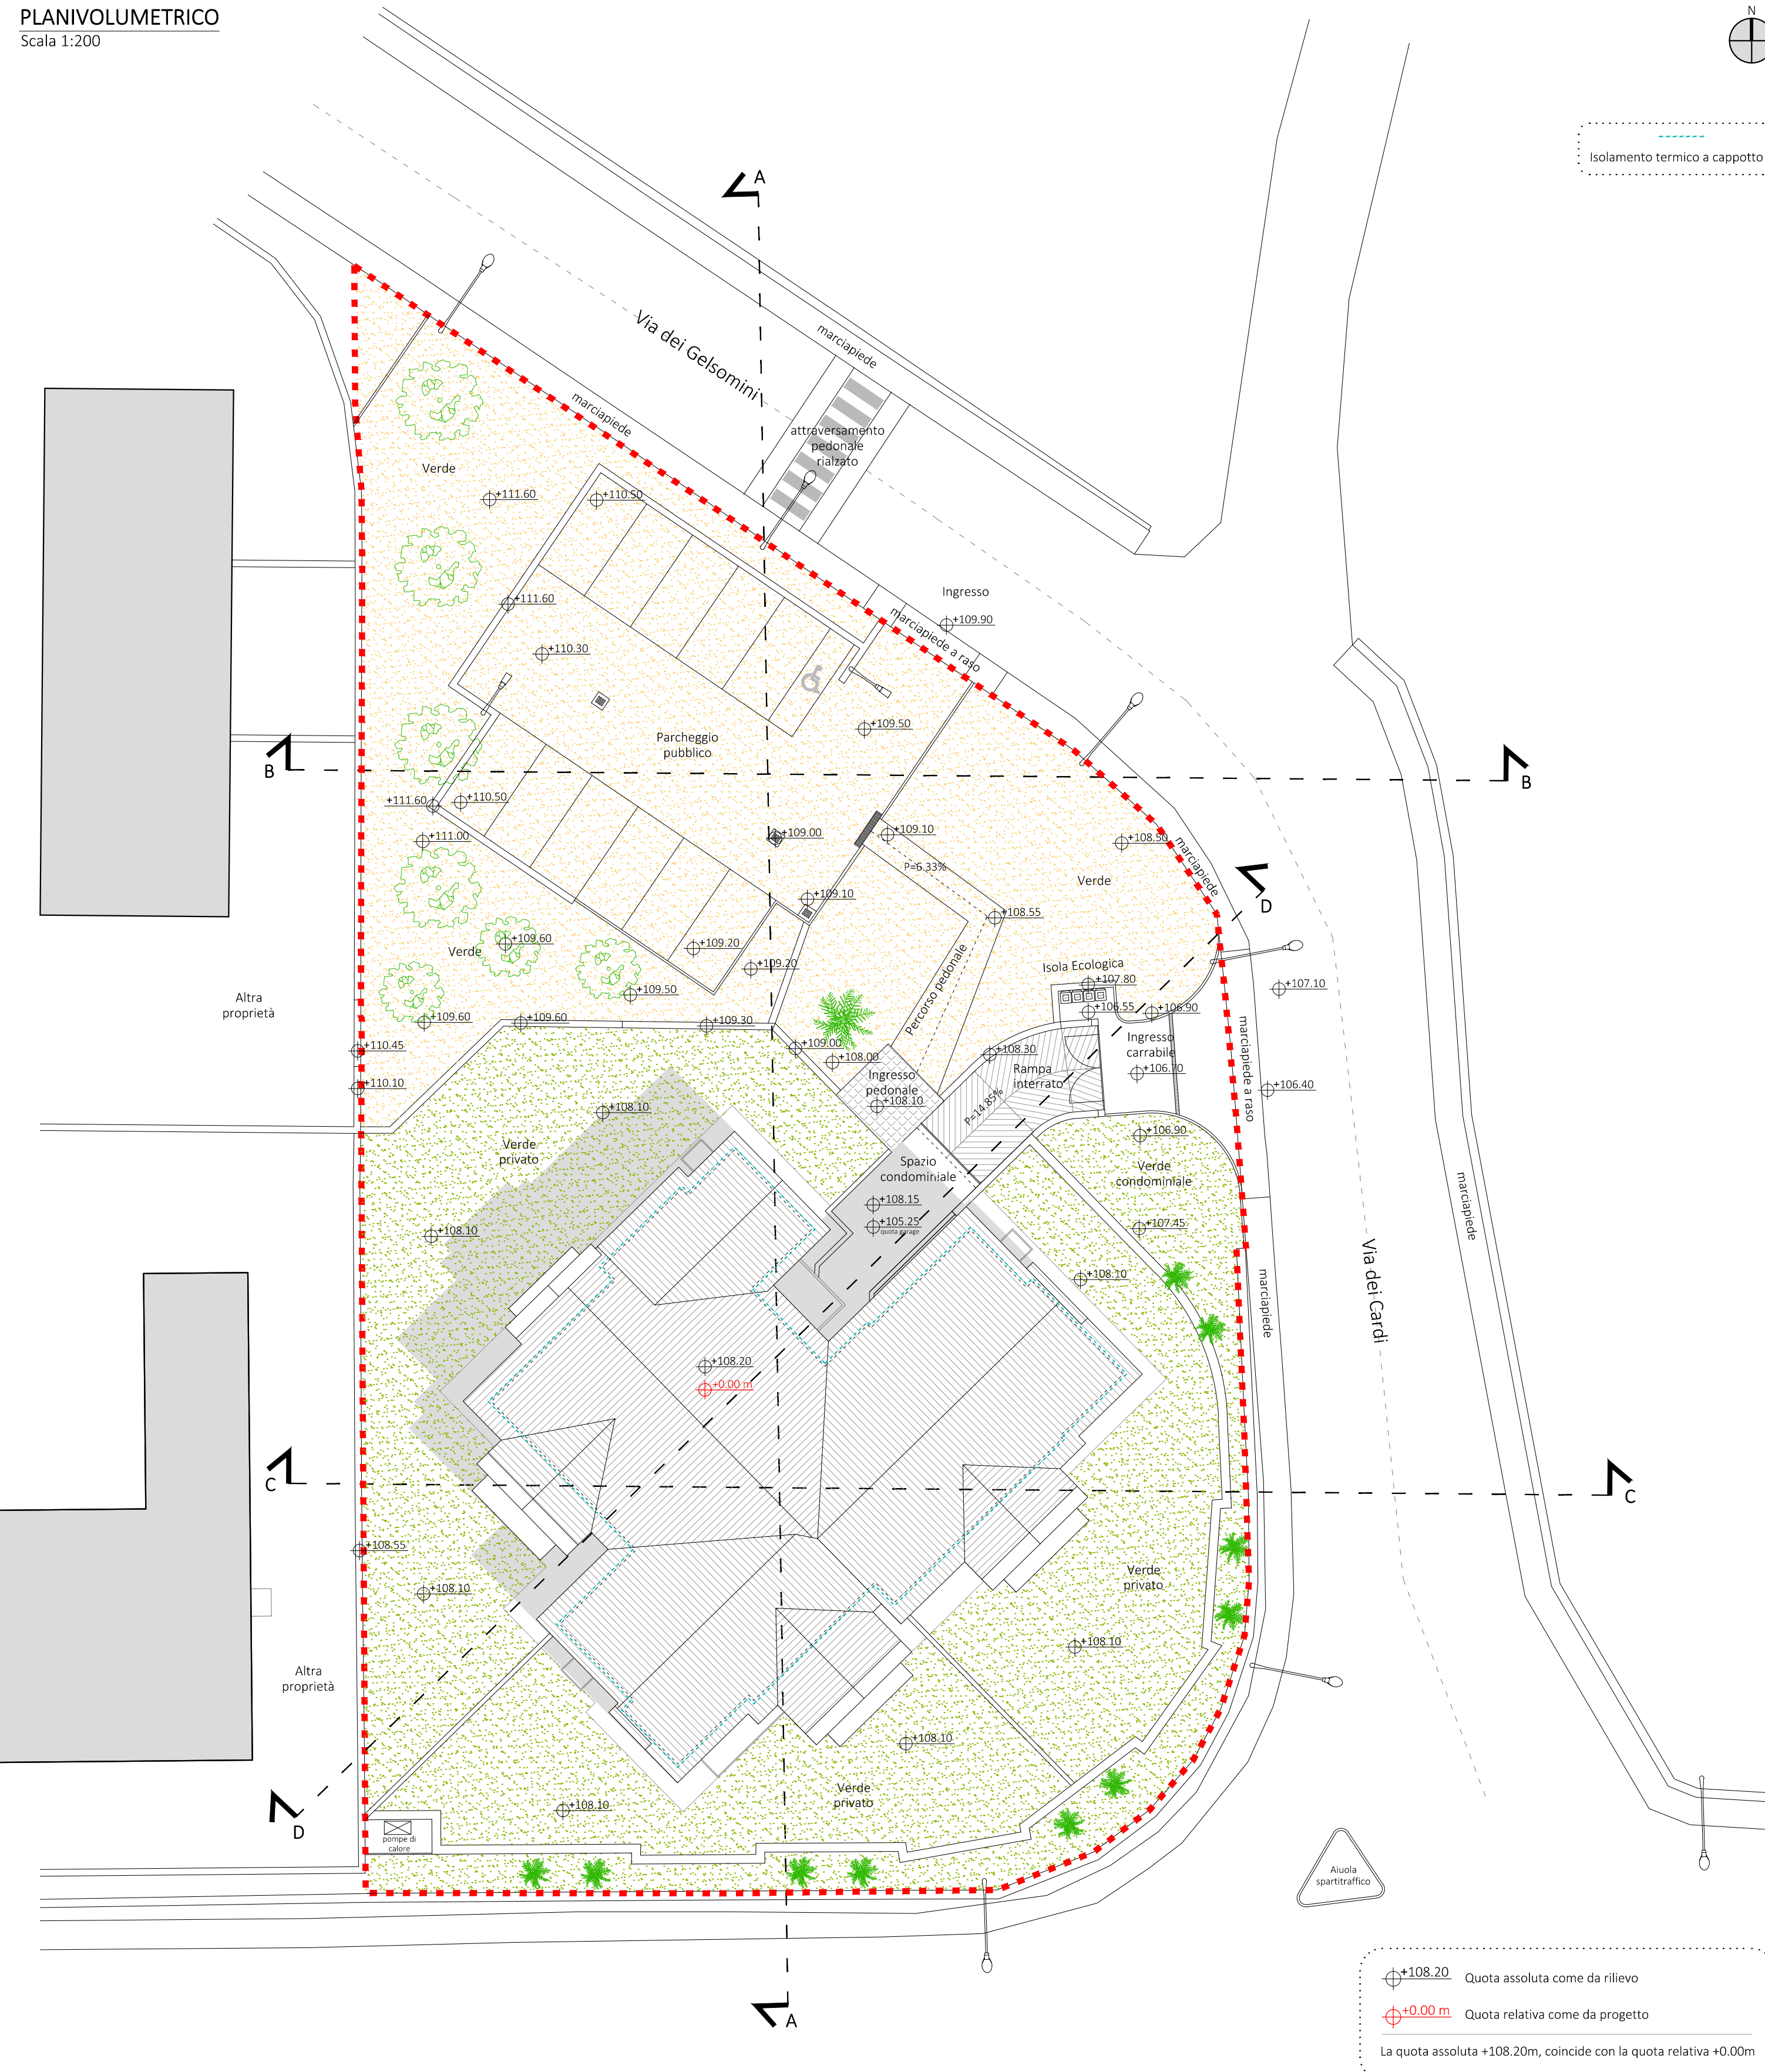 PLANIVOLUMETRICO
Scala 1:200
N
Isolamento termico a cappotto
A
Via dei Gelsomini
marciapiede
marciapiede
attraversamento
pedonale
rialzato
Verde
+111.60
+110.50
Ingresso
+109.90
+111.60
marciapiede a raso
+110.30
+109.50
Parcheggio
pubblico
B
B
+111.60
+110.50
+111.00
+109.00
+109.10
+108.50
marciapiede
P=6.33%
Verde
+109.10
D
+108.55
+109.60
Verde
+109.20
+109.20
Percorso pedonale
Isola Ecologica
+107.80
+107.10
+109.50
Altra
proprietà
+106.55
+106.90
+109.60
+109.60
+109.30
marciapiede a raso
+110.45
+109.00
+108.00
+108.30
Ingresso
carrabile
+106.70
Rampa
interrato
Ingresso
pedonale
+108.10
+110.10
+106.40
P=14.85%
+108.10
+106.90
Verde
privato
Spazio
condominiale
Verde
condominiale
marciapiede
+108.15
+105.25
quota garage
+107.45
+108.10
+108.10
marciapiede
Via dei Cardi
+108.20
+0.00 m
C
C
+108.55
+108.10
Verde
privato
+108.10
Altra
proprietà
+108.10
Verde
privato
+108.10
D
pompe di
calore
Aiuola
spartitraffico
A
+108.20
Quota assoluta come da rilievo
+0.00 m
Quota relativa come da progetto
La quota assoluta +108.20m, coincide con la quota relativa +0.00m